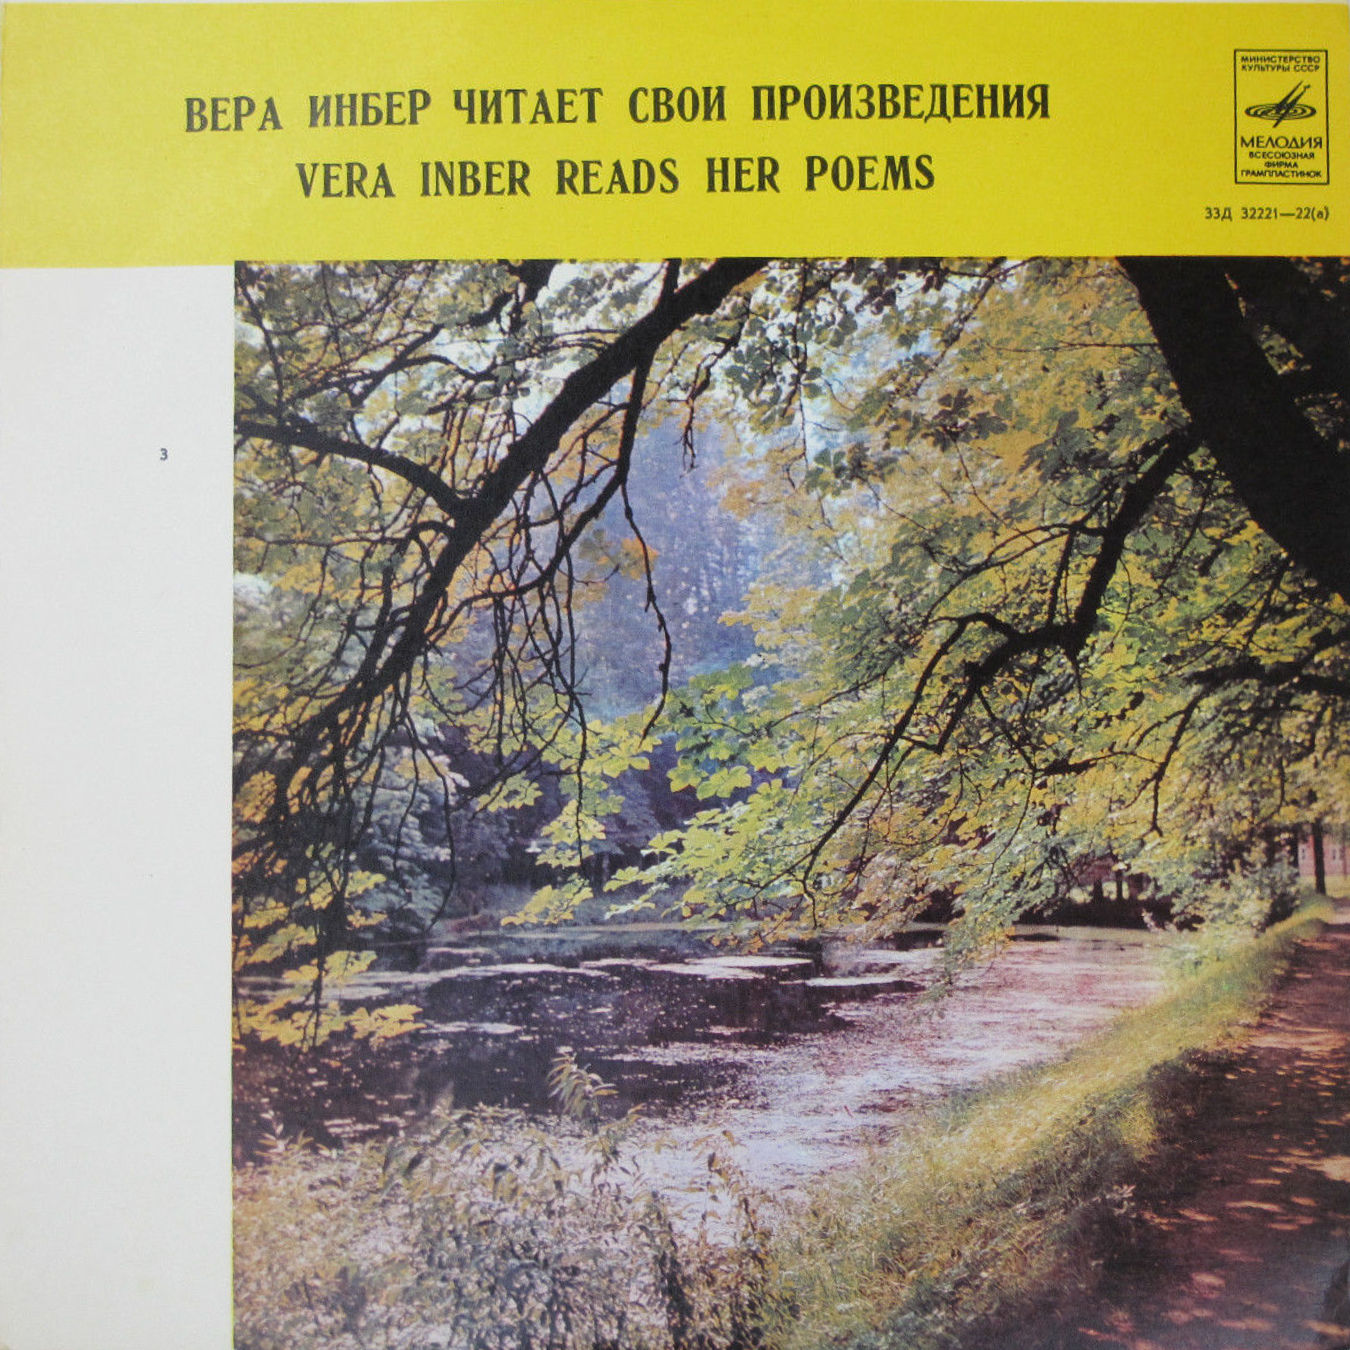 ВЕРА ИНБЕР ЧИТАЕТ СВОИ ПРОИЗВЕДЕНИЯ
VERA INBER READS HER POEMS
МИНИСТЕРСТВО
КУЛЬТУРЫ СССР
МЕЛОДИЯ
ВСЕСОЮЗНАЯ
ФИРМА
ГРАМПЛАСТИНОК
33Д 32221—22(а)
3